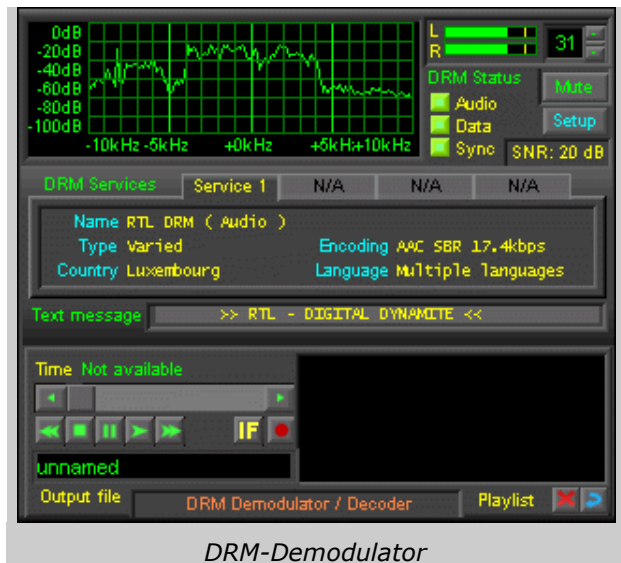 0dB
-20dB
-40dB
-60dB
-80dB
-100dB
-10kHz -5kHz +0kHz +5kHz +10kHz
L
R
31
DRM Status
Audio
Data
Sync
Mute
Setup
SNR: 20 dB
DRM Services Service 1 N/A N/A N/A
Name RTL DRM ( Audio )
Type Varied Encoding AAC SBR 17.4kbps
Country Luxembourg Language Multiple languages
Text message >> RTL - DIGITAL DYNAMITE <<
Time Not available
IF
unnamed
Output file DRM Demodulator / Decoder Playlist
DRM-Demodulator